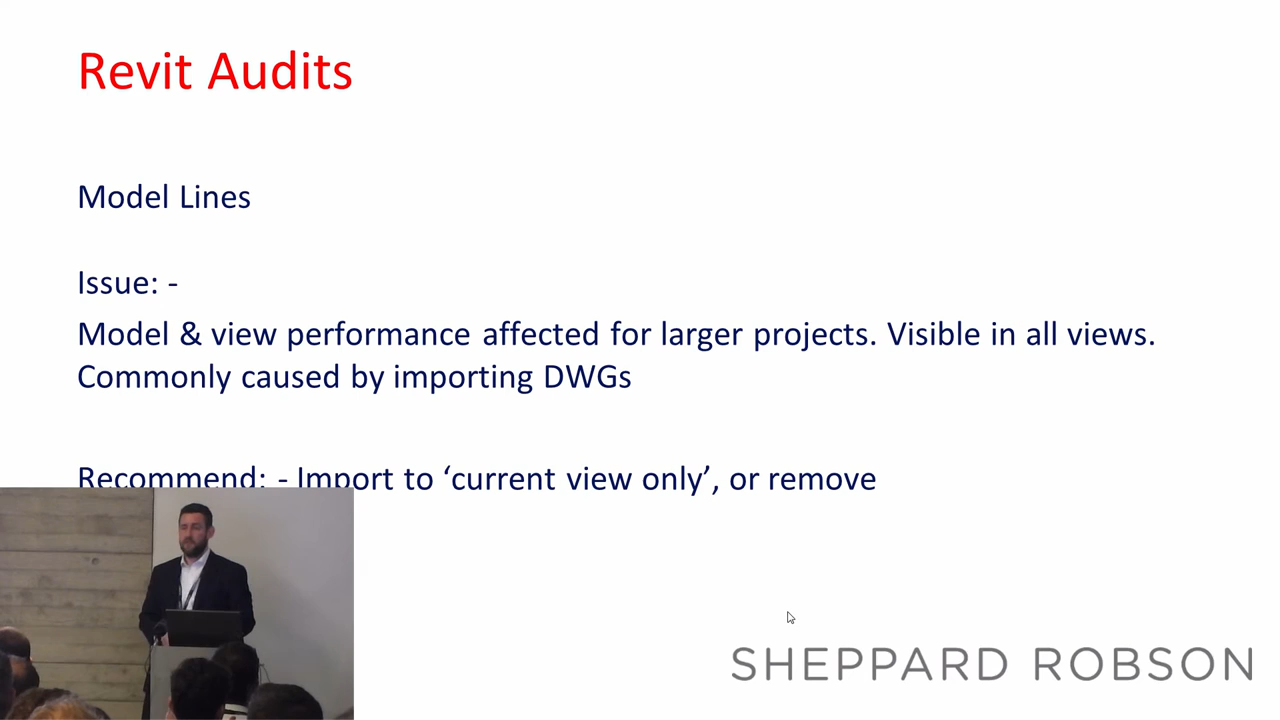 Revit Audits
Model Lines
Issue: -
Model & view performance affected for larger projects. Visible in all views.
Commonly caused by importing DWGs
Recommend: - Import to ‘current view only’, or remove
SHEPPARD ROBSON